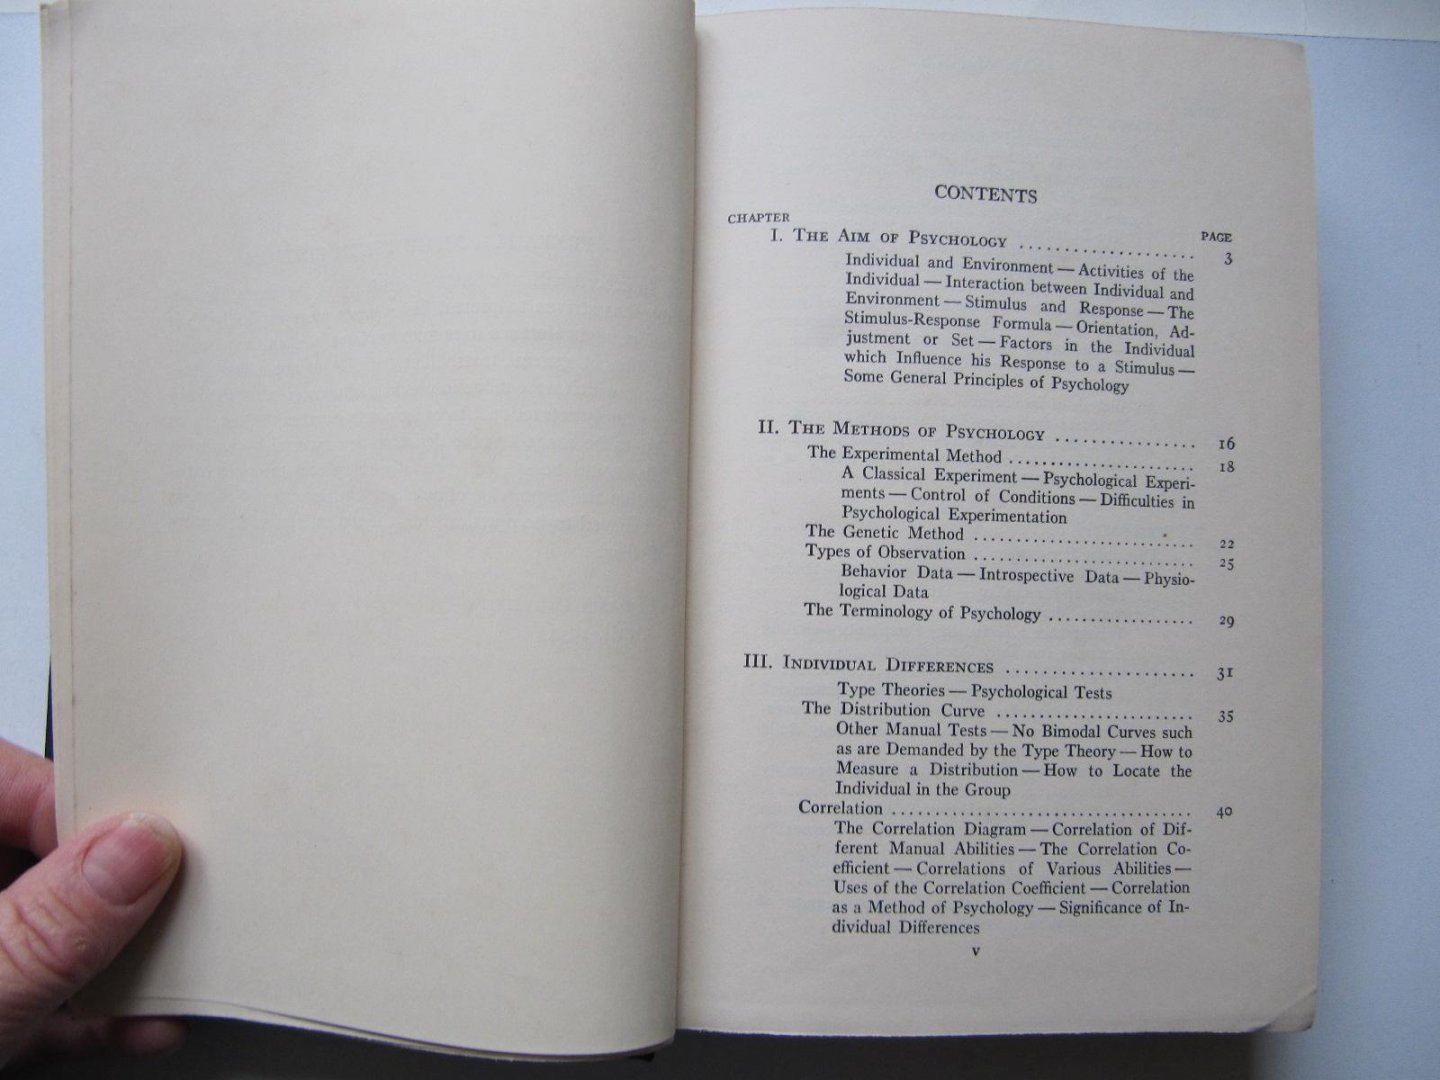 CONTENTS
CHAPTER
PAGE
I. THE AIM OF PSYCHOLOGY .................... 3
Individual and Environment — Activities of the
Individual — Interaction between Individual and
Environment — Stimulus and Response — The
Stimulus-Response Formula — Orientation, Ad-
justment or Set — Factors in the Individual
which Influence his Response to a Stimulus —
Some General Principles of Psychology
II. THE METHODS OF PSYCHOLOGY ................ 16
The Experimental Method ...................... 18
A Classical Experiment — Psychological Experi-
ments — Control of Conditions — Difficulties in
Psychological Experimentation
The Genetic Method .......................... 22
Types of Observation .......................... 25
Behavior Data — Introspective Data — Physio-
logical Data
The Terminology of Psychology .................. 29
III. INDIVIDUAL DIFFERENCES ..................... 31
Type Theories — Psychological Tests
The Distribution Curve ....................... 35
Other Manual Tests — No Bimodal Curves such
as are Demanded by the Type Theory — How to
Measure a Distribution — How to Locate the
Individual in the Group
Correlation .................................. 40
The Correlation Diagram — Correlation of Dif-
ferent Manual Abilities — The Correlation Co-
efficient — Correlations of Various Abilities —
Uses of the Correlation Coefficient — Correlation
as a Method of Psychology — Significance of In-
dividual Differences
v